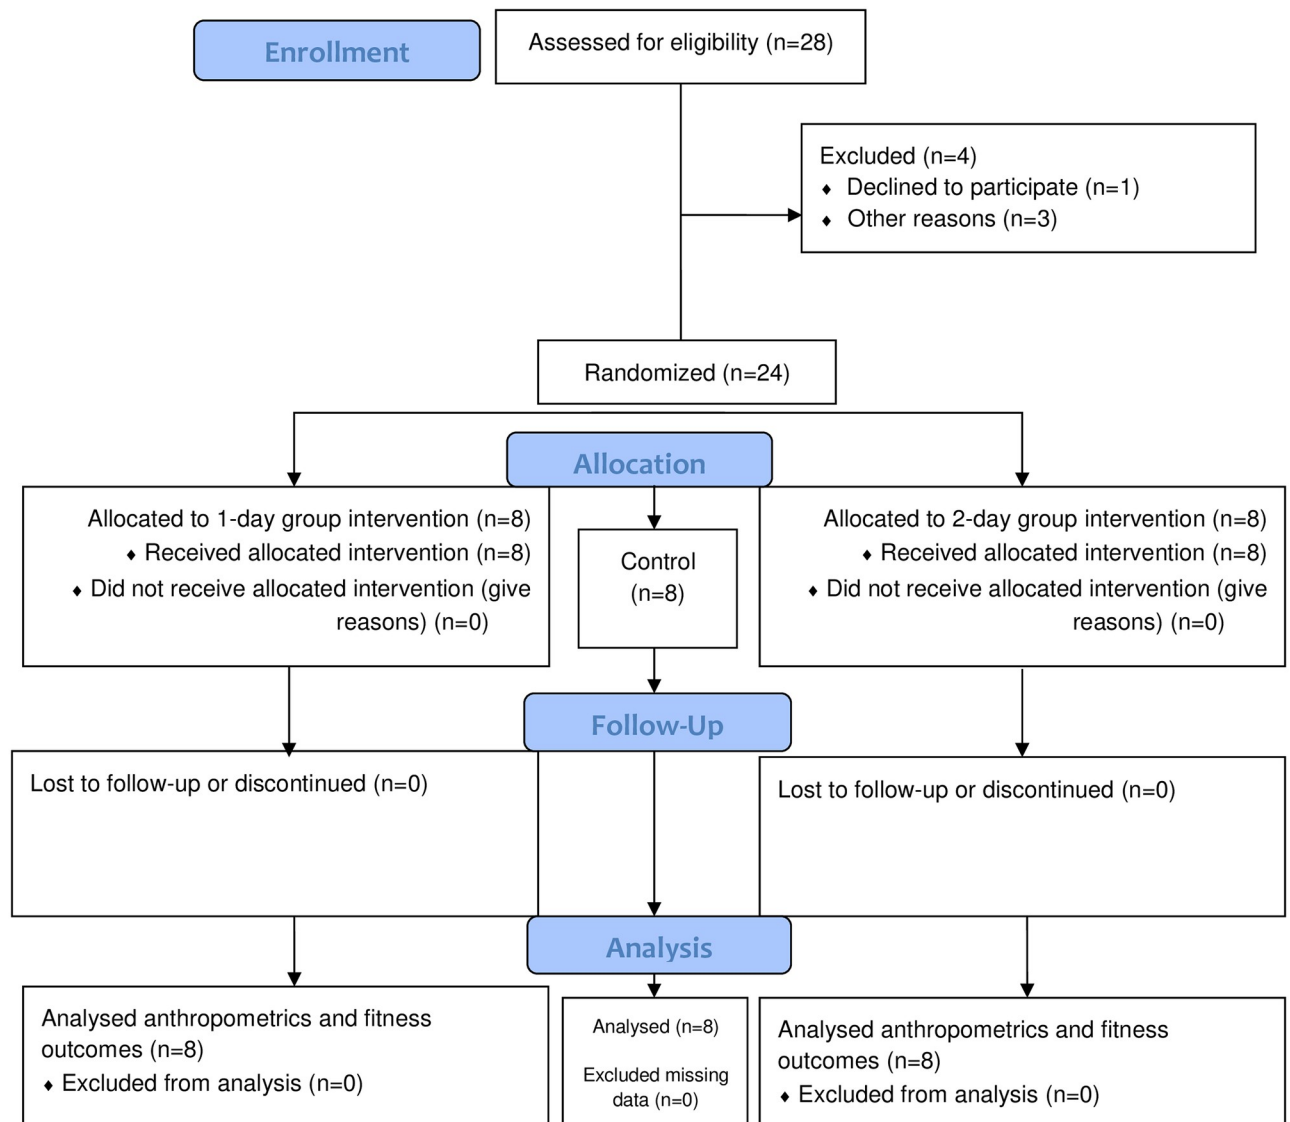 Enrollment
Assessed for eligibility (n=28)
Excluded (n=4)
♦ Declined to participate (n=1)
♦ Other reasons (n=3)
Randomized (n=24)
Allocation
Allocated to 1-day group intervention (n=8)
♦ Received allocated intervention (n=8)
♦ Did not receive allocated intervention (give
reasons) (n=0)
Control
(n=8)
Allocated to 2-day group intervention (n=8)
♦ Received allocated intervention (n=8)
♦ Did not receive allocated intervention (give
reasons) (n=0)
Follow-Up
Lost to follow-up or discontinued (n=0)
Lost to follow-up or discontinued (n=0)
Analysis
Analysed anthropometrics and fitness
outcomes (n=8)
♦ Excluded from analysis (n=0)
Analysed (n=8)
Excluded missing
data (n=0)
Analysed anthropometrics and fitness
outcomes (n=8)
♦ Excluded from analysis (n=0)